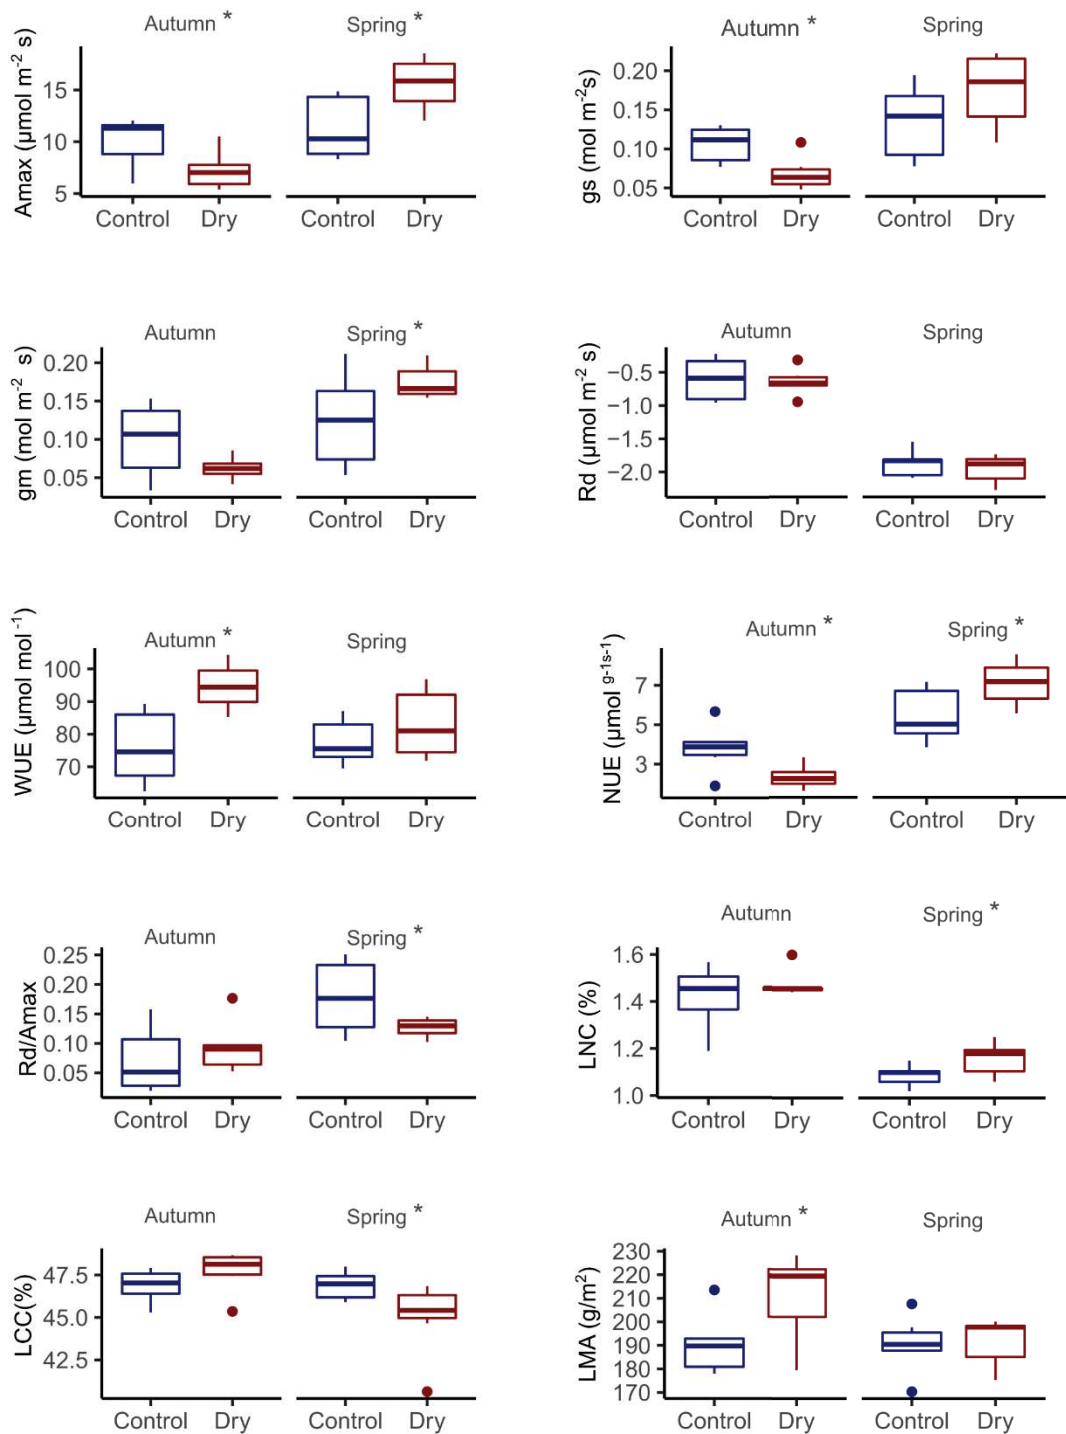 Autumn *
Spring *
Amax (µmol m⁻² s)
15
10
5
Control
Dry
Control
Dry
Autumn *
Spring
gs (mol m⁻²s)
0.20
0.15
0.10
0.05
Control
Dry
Control
Dry
Autumn
Spring *
gm (mol m⁻² s)
0.20
0.15
0.10
0.05
Control
Dry
Control
Dry
Autumn
Spring
Rd (µmol m⁻² s)
−0.5
−1.0
−1.5
−2.0
Control
Dry
Control
Dry
Autumn *
Spring
WUE (µmol mol⁻¹)
100
90
80
70
Control
Dry
Control
Dry
Autumn *
Spring *
NUE (µmol g-1s-1)
7
5
3
Control
Dry
Control
Dry
Autumn
Spring *
Rd/Amax
0.25
0.20
0.15
0.10
0.05
Control
Dry
Control
Dry
Autumn
Spring *
LNC (%)
1.6
1.4
1.2
1.0
Control
Dry
Control
Dry
Autumn
Spring *
LCC(%)
47.5
45.0
42.5
Control
Dry
Control
Dry
Autumn *
Spring
LMA (g/m²)
230
220
210
200
190
180
170
Control
Dry
Control
Dry